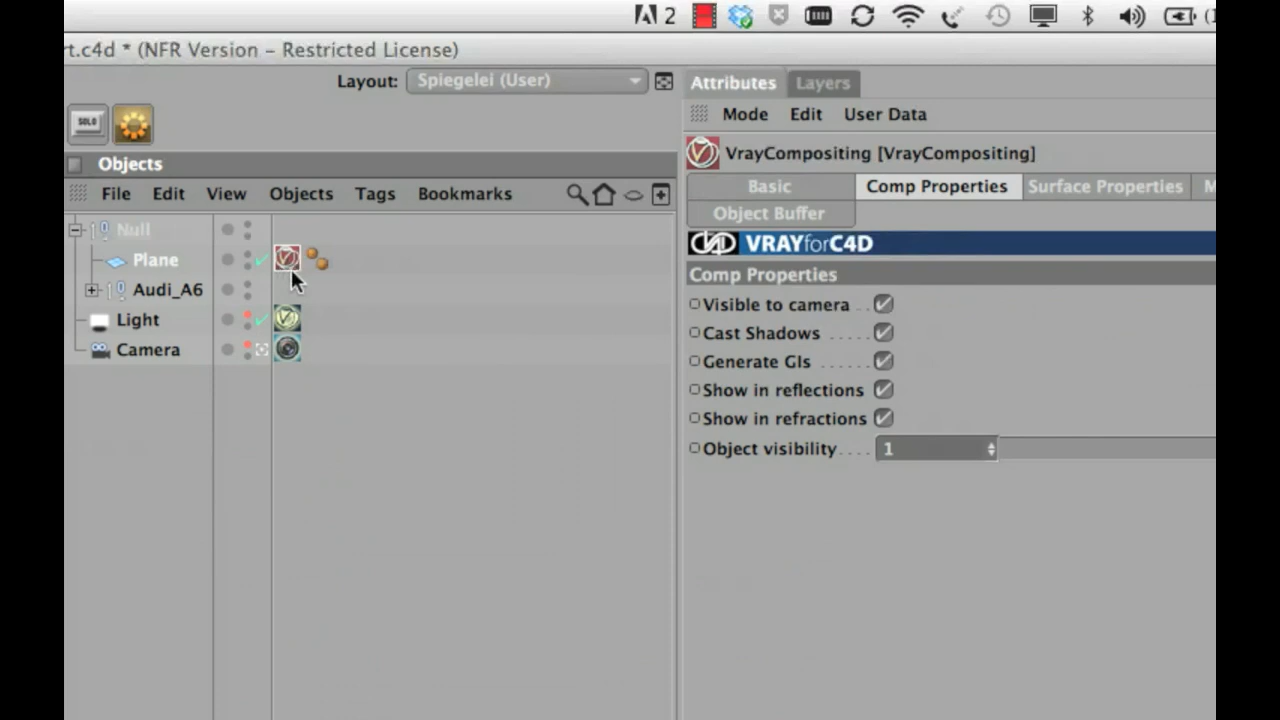 2
rt.c4d * (NFR Version – Restricted License)
Layout: Spiegelei (User)
SOLO
Objects
File Edit View Objects Tags Bookmarks
Null
Plane
Audi_A6
Light
Camera
Attributes Layers
Mode Edit User Data
VrayCompositing [VrayCompositing]
Basic Comp Properties Surface Properties M
Object Buffer
VRAYforC4D
Comp Properties
Visible to camera
Cast Shadows
Generate GIs
Show in reflections
Show in refractions
Object visibility 1